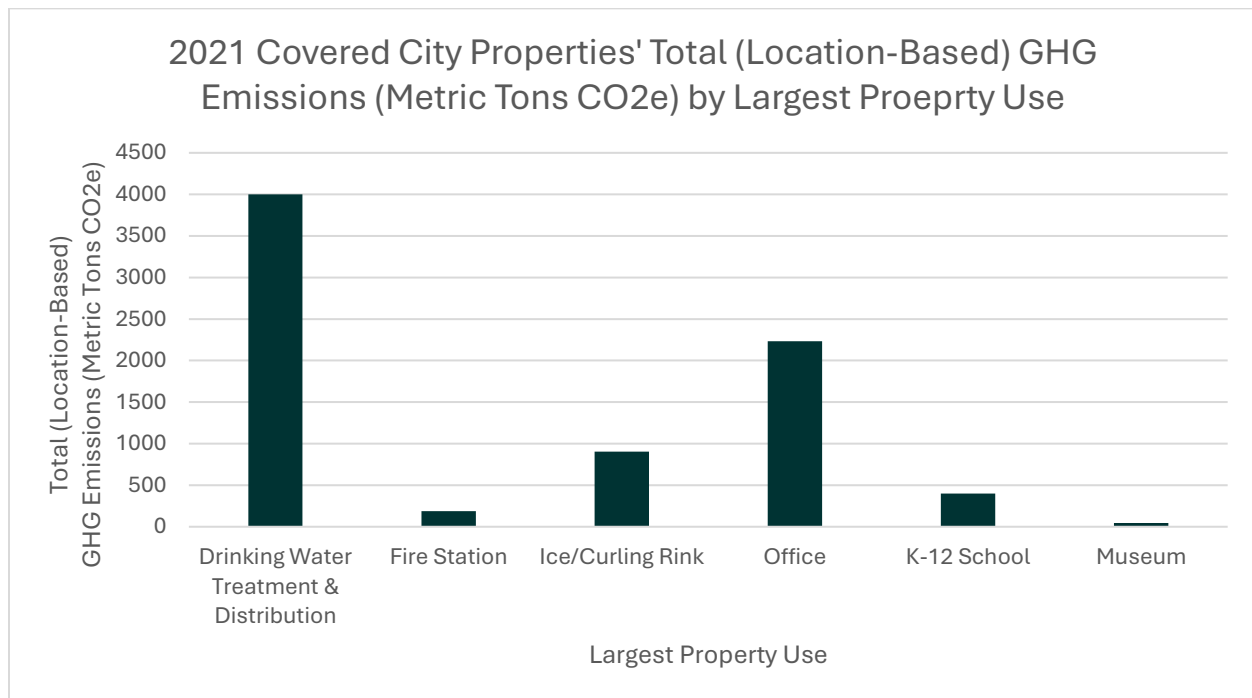 2021 Covered City Properties' Total (Location-Based) GHG
Emissions (Metric Tons CO2e) by Largest Proeprty Use
Total (Location-Based)
GHG Emissions (Metric Tons CO2e)
4500
4000
3500
3000
2500
2000
1500
1000
500
0
Drinking Water
Treatment &
Distribution
Fire Station
Ice/Curling Rink
Office
K-12 School
Museum
Largest Property Use